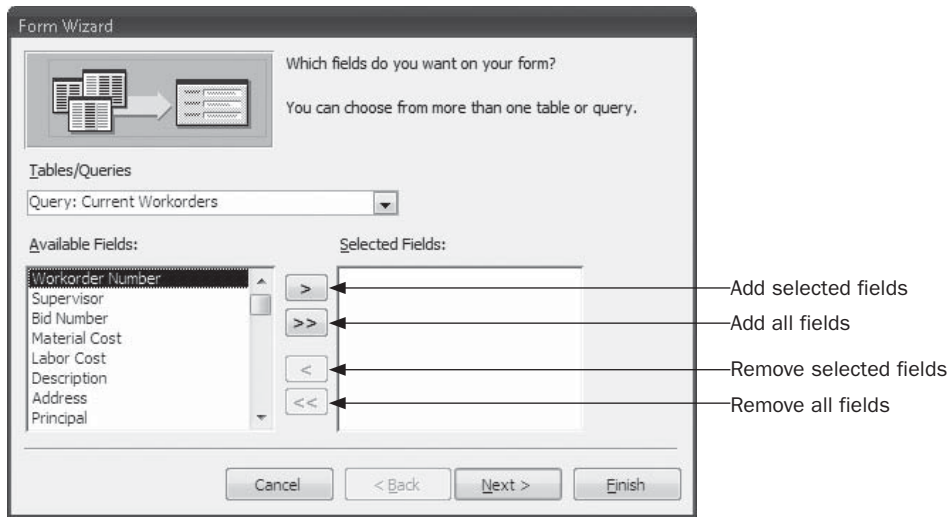 Form Wizard
Which fields do you want on your form?
You can choose from more than one table or query.
Tables/Queries
Query: Current Workorders
Available Fields:
Selected Fields:
Workorder Number
Supervisor
Bid Number
Material Cost
Labor Cost
Description
Address
Principal
>
>>
<
<<
Add selected fields
Add all fields
Remove selected fields
Remove all fields
Cancel
< Back
Next >
Finish